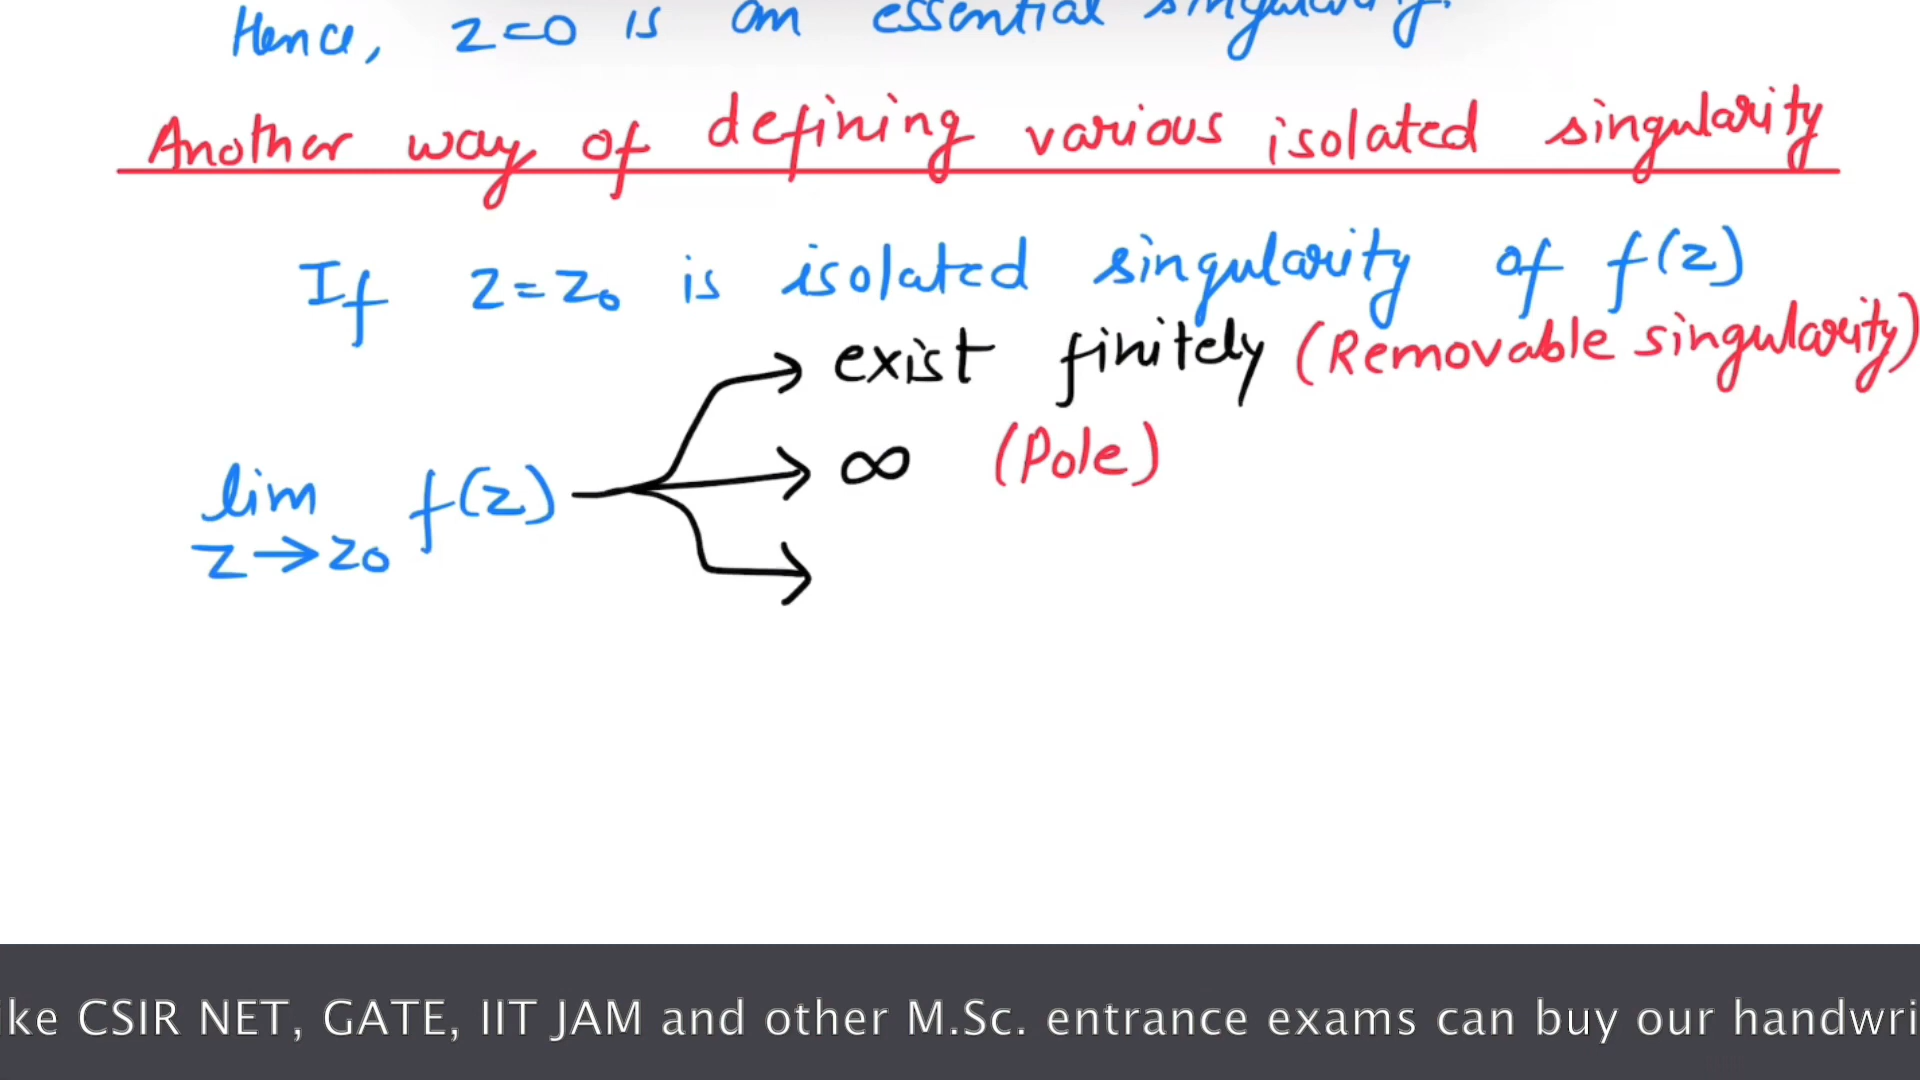 Hence, z=0 is an essential singularity.
Another way of defining various isolated singularity
If z=z₀ is isolated singularity of f(z)
exist finitely (Removable singularity)
∞ (Pole)
lim f(z)
z→z₀
ike CSIR NET, GATE, IIT JAM and other M.Sc. entrance exams can buy our handwri